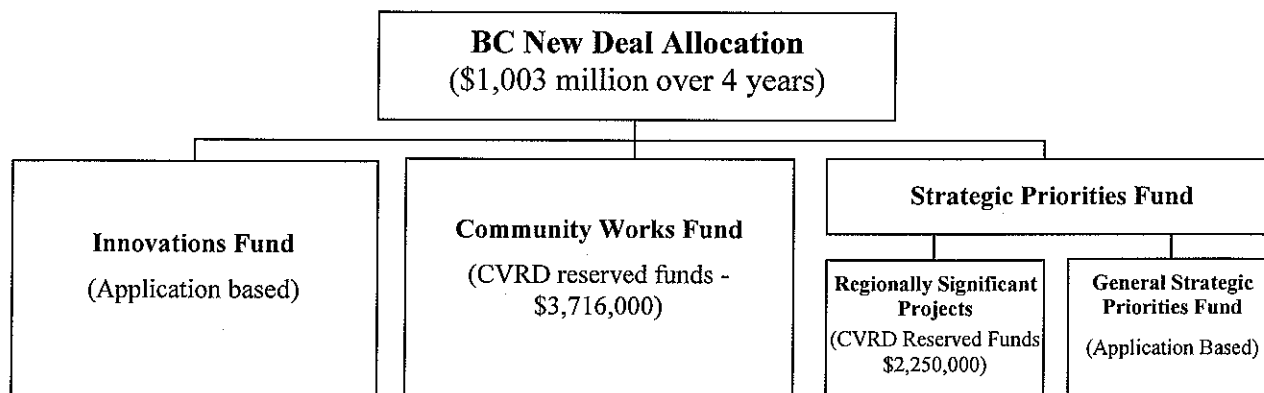 BC New Deal Allocation
($1,003 million over 4 years)
Innovations Fund
(Application based)
Community Works Fund
(CVRD reserved funds -
$3,716,000)
Strategic Priorities Fund
Regionally Significant
Projects
(CVRD Reserved Funds
$2,250,000)
General Strategic
Priorities Fund
(Application Based)